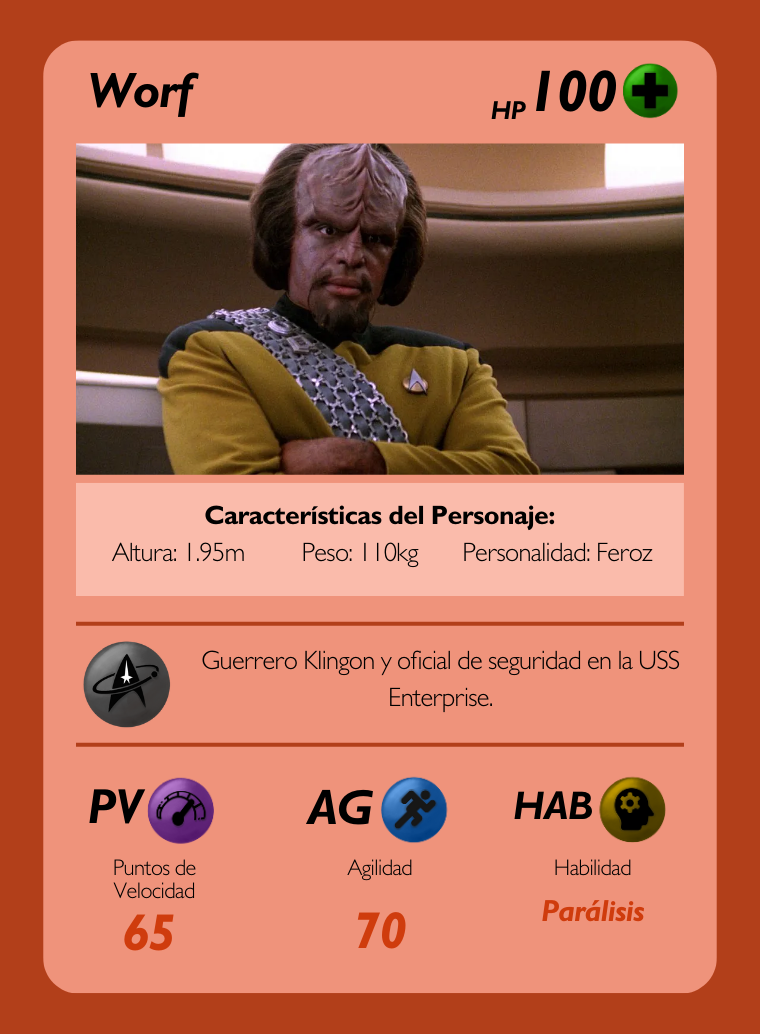 Worf
HP 100
Características del Personaje:
Altura: 1.95m Peso: 110kg Personalidad: Feroz
Guerrero Klingon y oficial de seguridad en la USS
Enterprise.
PV AG HAB
Puntos de
Velocidad
Agilidad
Habilidad
65
70
Parálisis